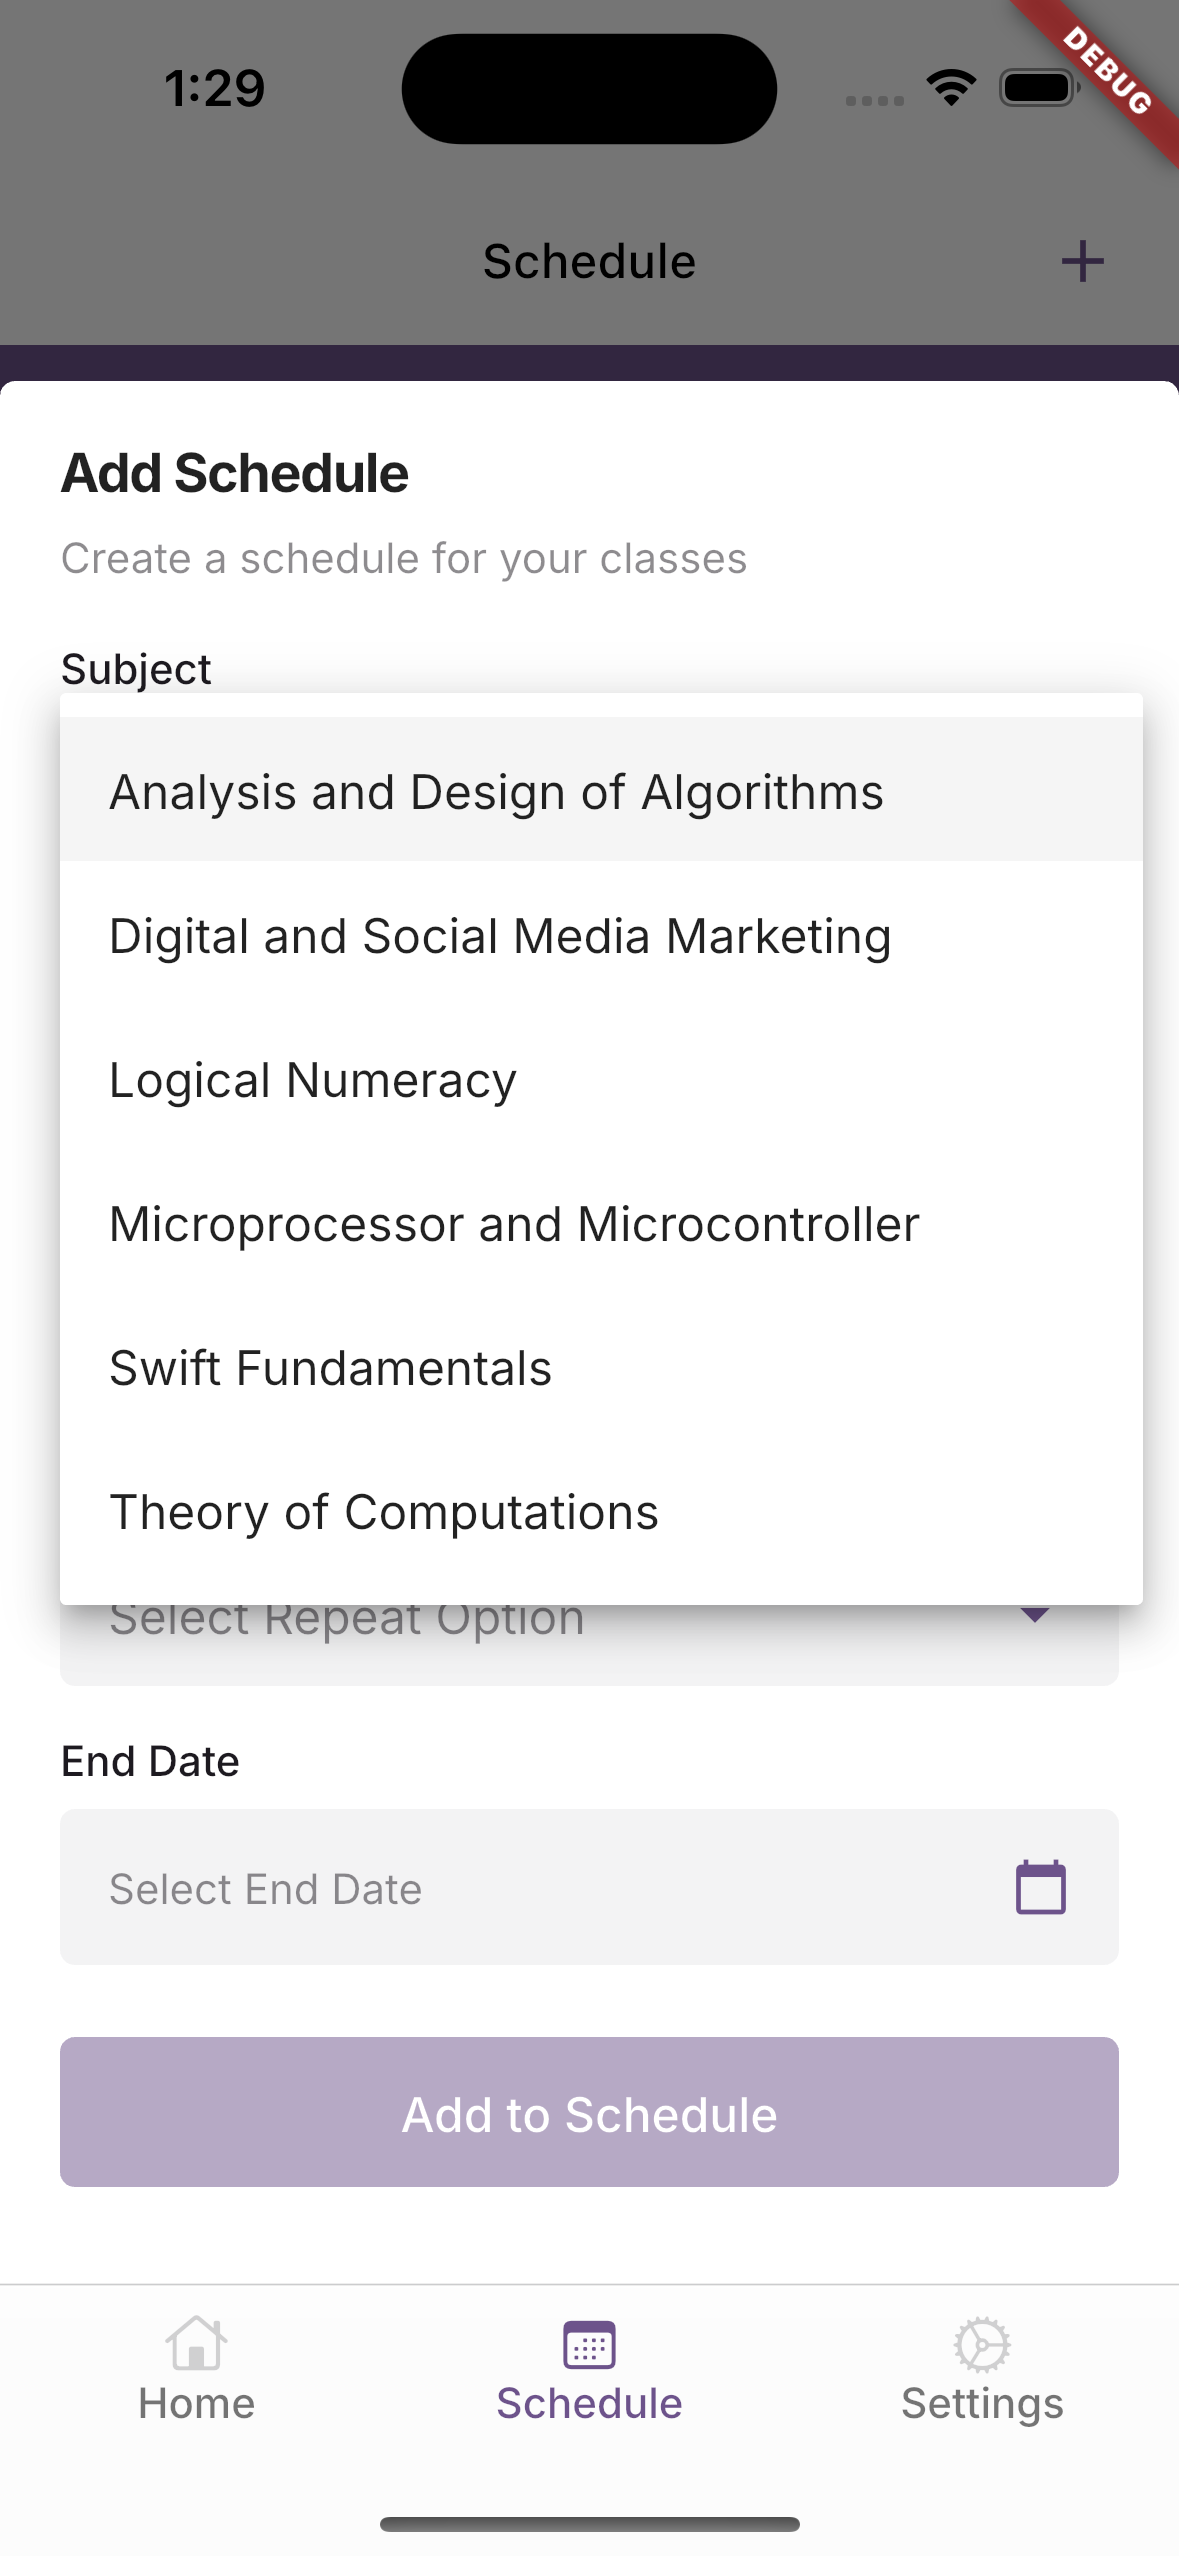 1:29
DEBUG
Schedule
Add Schedule
Create a schedule for your classes
Subject
Analysis and Design of Algorithms
Digital and Social Media Marketing
Logical Numeracy
Microprocessor and Microcontroller
Swift Fundamentals
Theory of Computations
Select Repeat Option
End Date
Select End Date
Add to Schedule
Home
Schedule
Settings